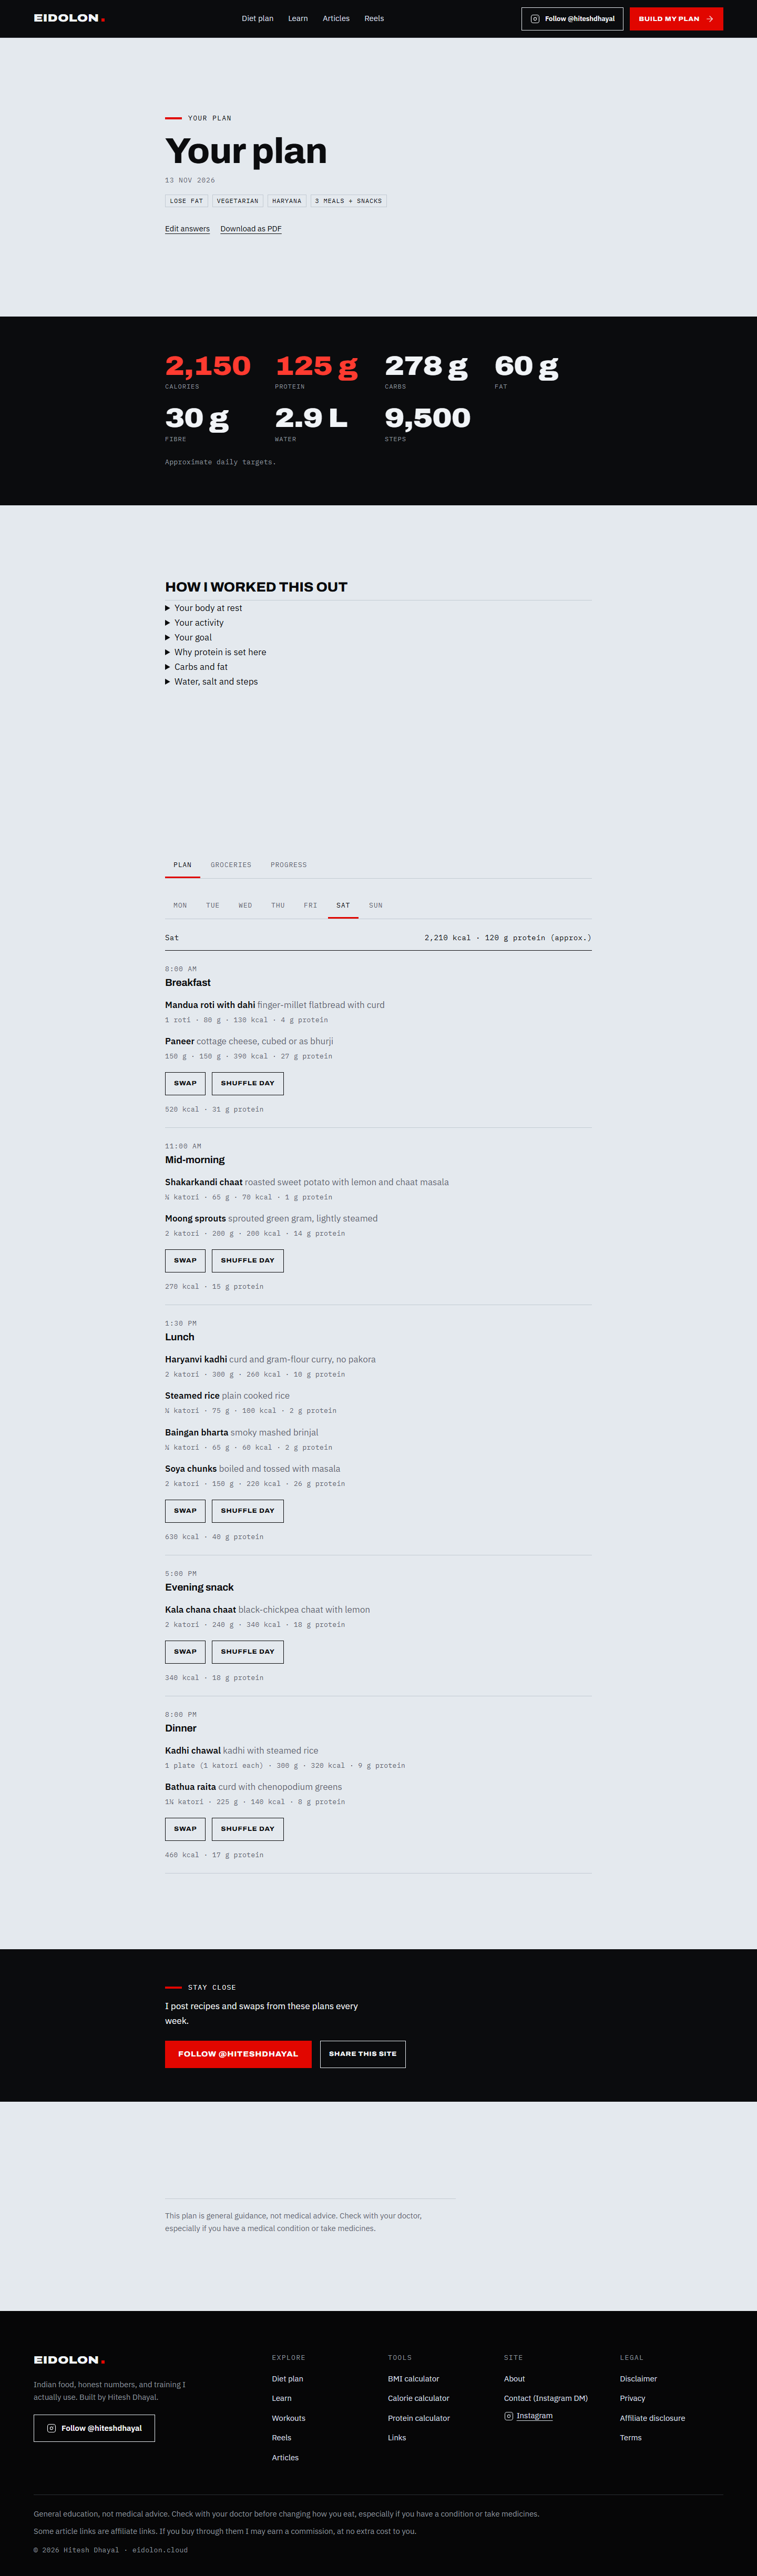 EIDOLON.
Diet plan Learn Articles Reels
Follow @hiteshdhayal
BUILD MY PLAN →
YOUR PLAN
Your plan
13 NOV 2026
LOSE FAT VEGETARIAN HARYANA 3 MEALS + SNACKS
Edit answers Download as PDF
2,150 125 g 278 g 60 g
CALORIES PROTEIN CARBS FAT
30 g 2.9 L 9,500
FIBRE WATER STEPS
Approximate daily targets.
HOW I WORKED THIS OUT
Your body at rest
Your activity
Your goal
Why protein is set here
Carbs and fat
Water, salt and steps
PLAN GROCERIES PROGRESS
MON TUE WED THU FRI SAT SUN
Sat 2,210 kcal · 120 g protein (approx.)
8:00 AM
Breakfast
Mandua roti with dahi finger-millet flatbread with curd
1 roti · 80 g · 130 kcal · 4 g protein
Paneer cottage cheese, cubed or as bhurji
150 g · 150 g · 390 kcal · 27 g protein
SWAP SHUFFLE DAY
520 kcal · 31 g protein
11:00 AM
Mid-morning
Shakarkandi chaat roasted sweet potato with lemon and chaat masala
katori · 65 g · 70 kcal · 1 g protein
Moong sprouts sprouted green gram, lightly steamed
2 katori · 200 g · 200 kcal · 14 g protein
SWAP SHUFFLE DAY
270 kcal · 15 g protein
1:30 PM
Lunch
Haryanvi kadhi curd and gram-flour curry, no pakora
2 katori · 300 g · 260 kcal · 10 g protein
Steamed rice plain cooked rice
katori · 75 g · 100 kcal · 2 g protein
Baingan bharta smoky mashed brinjal
katori · 65 g · 60 kcal · 2 g protein
Soya chunks boiled and tossed with masala
2 katori · 150 g · 220 kcal · 26 g protein
SWAP SHUFFLE DAY
630 kcal · 40 g protein
5:00 PM
Evening snack
Kala chana chaat black-chickpea chaat with lemon
2 katori · 240 g · 340 kcal · 18 g protein
SWAP SHUFFLE DAY
340 kcal · 18 g protein
8:00 PM
Dinner
Kadhi chawal kadhi with steamed rice
1 plate (1 katori each) · 300 g · 320 kcal · 9 g protein
Bathua raita curd with chenopodium greens
katori · 225 g · 140 kcal · 8 g protein
SWAP SHUFFLE DAY
460 kcal · 17 g protein
STAY CLOSE
I post recipes and swaps from these plans every
week.
FOLLOW @HITESHDHAYAL SHARE THIS SITE
This plan is general guidance, not medical advice. Check with your doctor,
especially if you have a medical condition or take medicines.
EIDOLON.
Indian food, honest numbers, and training I
actually use. Built by Hitesh Dhayal.
Follow @hiteshdhayal
EXPLORE
Diet plan
Learn
Workouts
Reels
Articles
TOOLS
BMI calculator
Calorie calculator
Protein calculator
Links
SITE
About
Contact (Instagram DM)
Instagram
LEGAL
Disclaimer
Privacy
Affiliate disclosure
Terms
General education, not medical advice. Check with your doctor before changing how you eat, especially if you have a condition or take medicines.
Some article links are affiliate links. If you buy through them I may earn a commission, at no extra cost to you.
© 2026 Hitesh Dhayal · eidolon.cloud